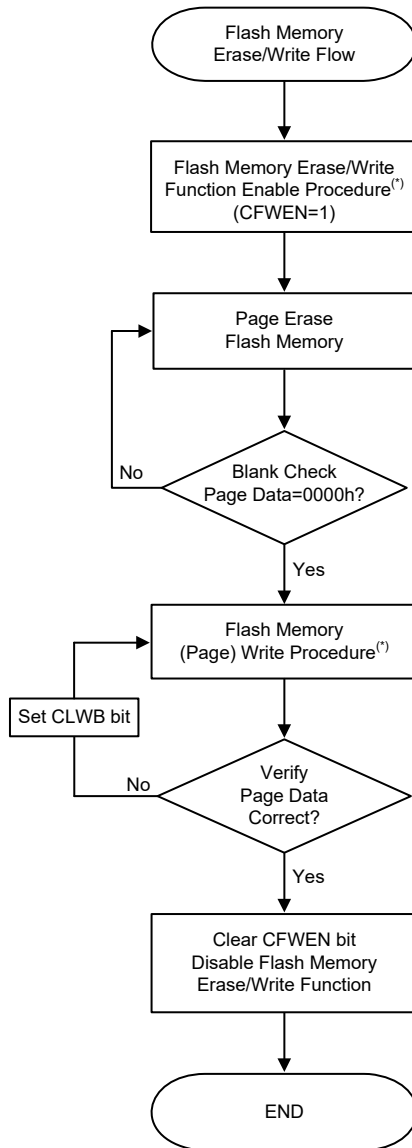 Flash Memory
Erase/Write Flow
Flash Memory Erase/Write
Function Enable Procedure(*)
(CFWEN=1)
Page Erase
Flash Memory
No
Blank Check
Page Data=0000h?
Yes
Flash Memory
(Page) Write Procedure(*)
Set CLWB bit
No
Verify
Page Data
Correct?
Yes
Clear CFWEN bit
Disable Flash Memory
Erase/Write Function
END